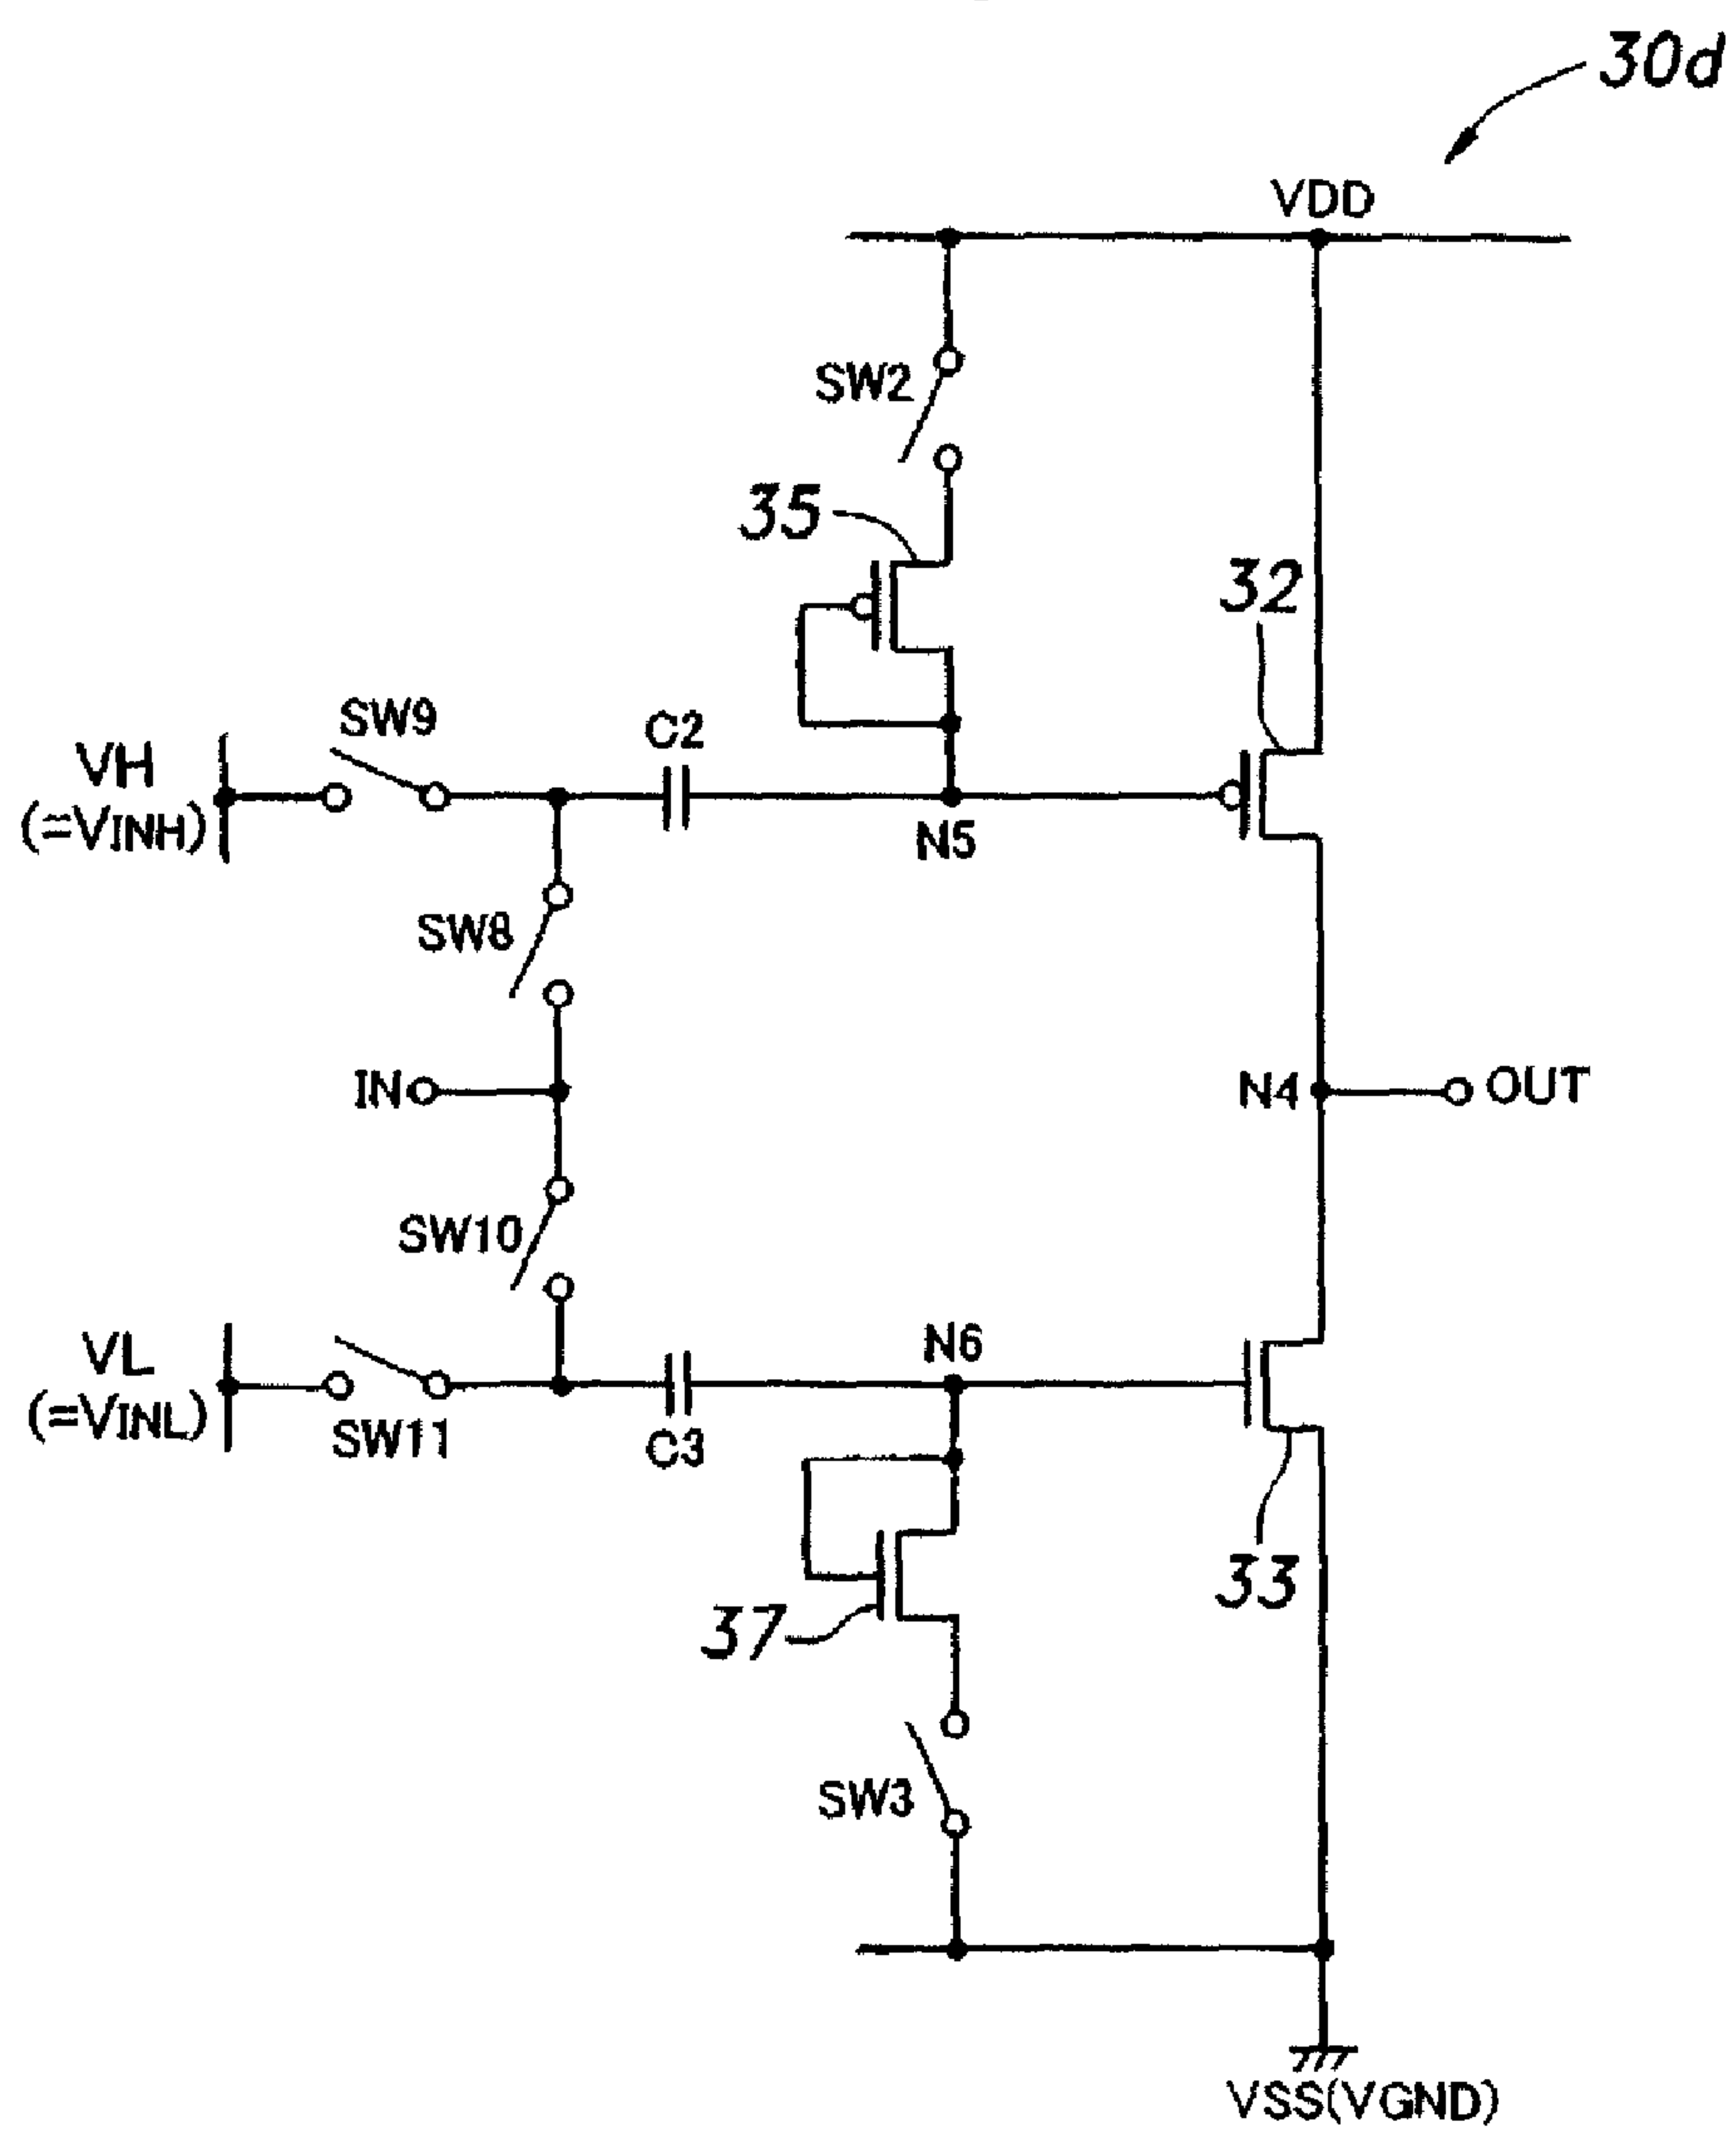 30d
VDD
SW2
35
32
SW9
C2
VH
(=VINH)
N5
SW8
IN
N4
OUT
SW10
N6
VL
(=VINL)
SW11
C3
33
37
SW3
VSS(VGND)